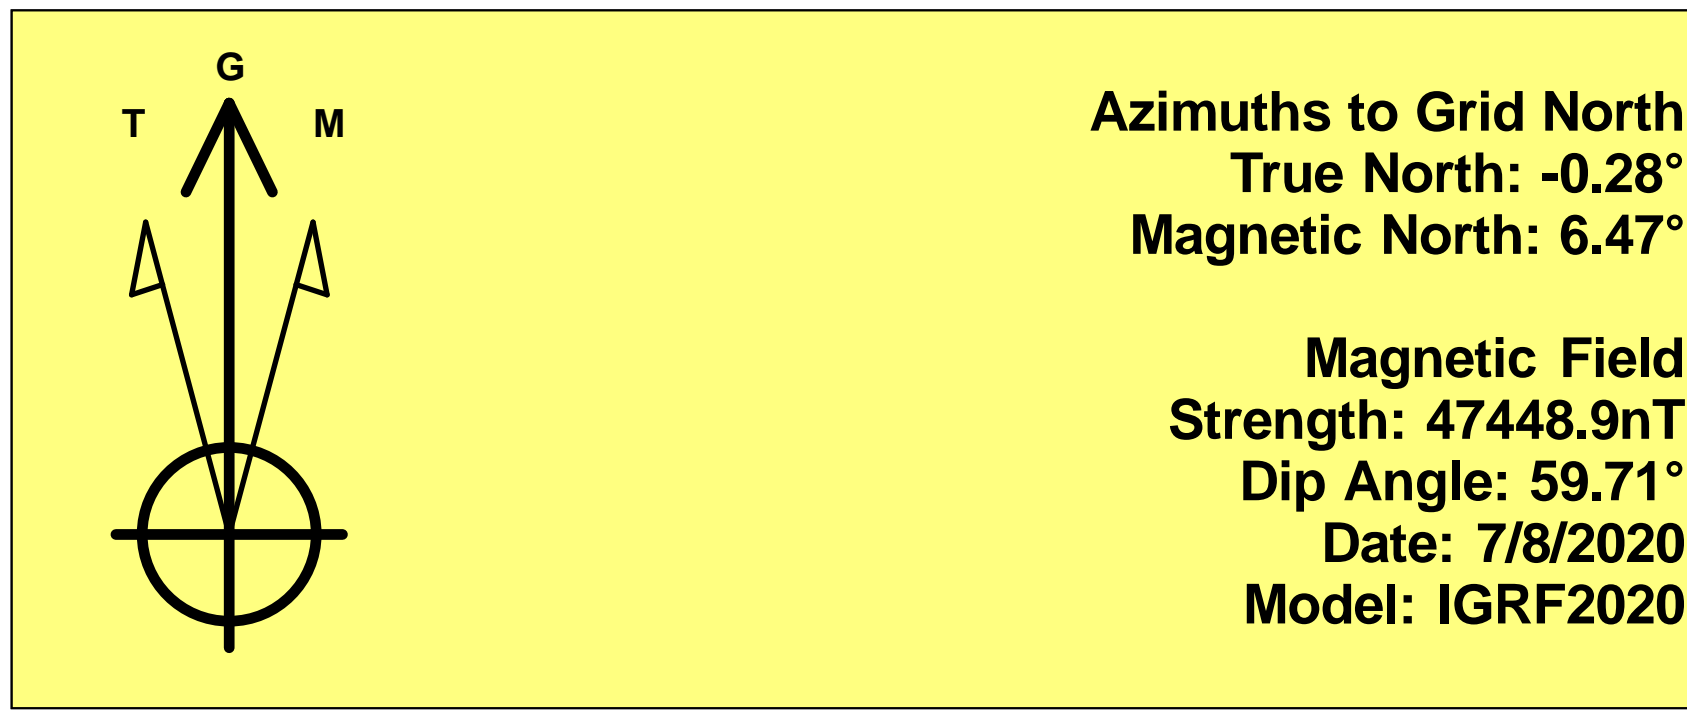 G
T M
Azimuths to Grid North
True North: -0.28°
Magnetic North: 6.47°
Magnetic Field
Strength: 47448.9nT
Dip Angle: 59.71°
Date: 7/8/2020
Model: IGRF2020